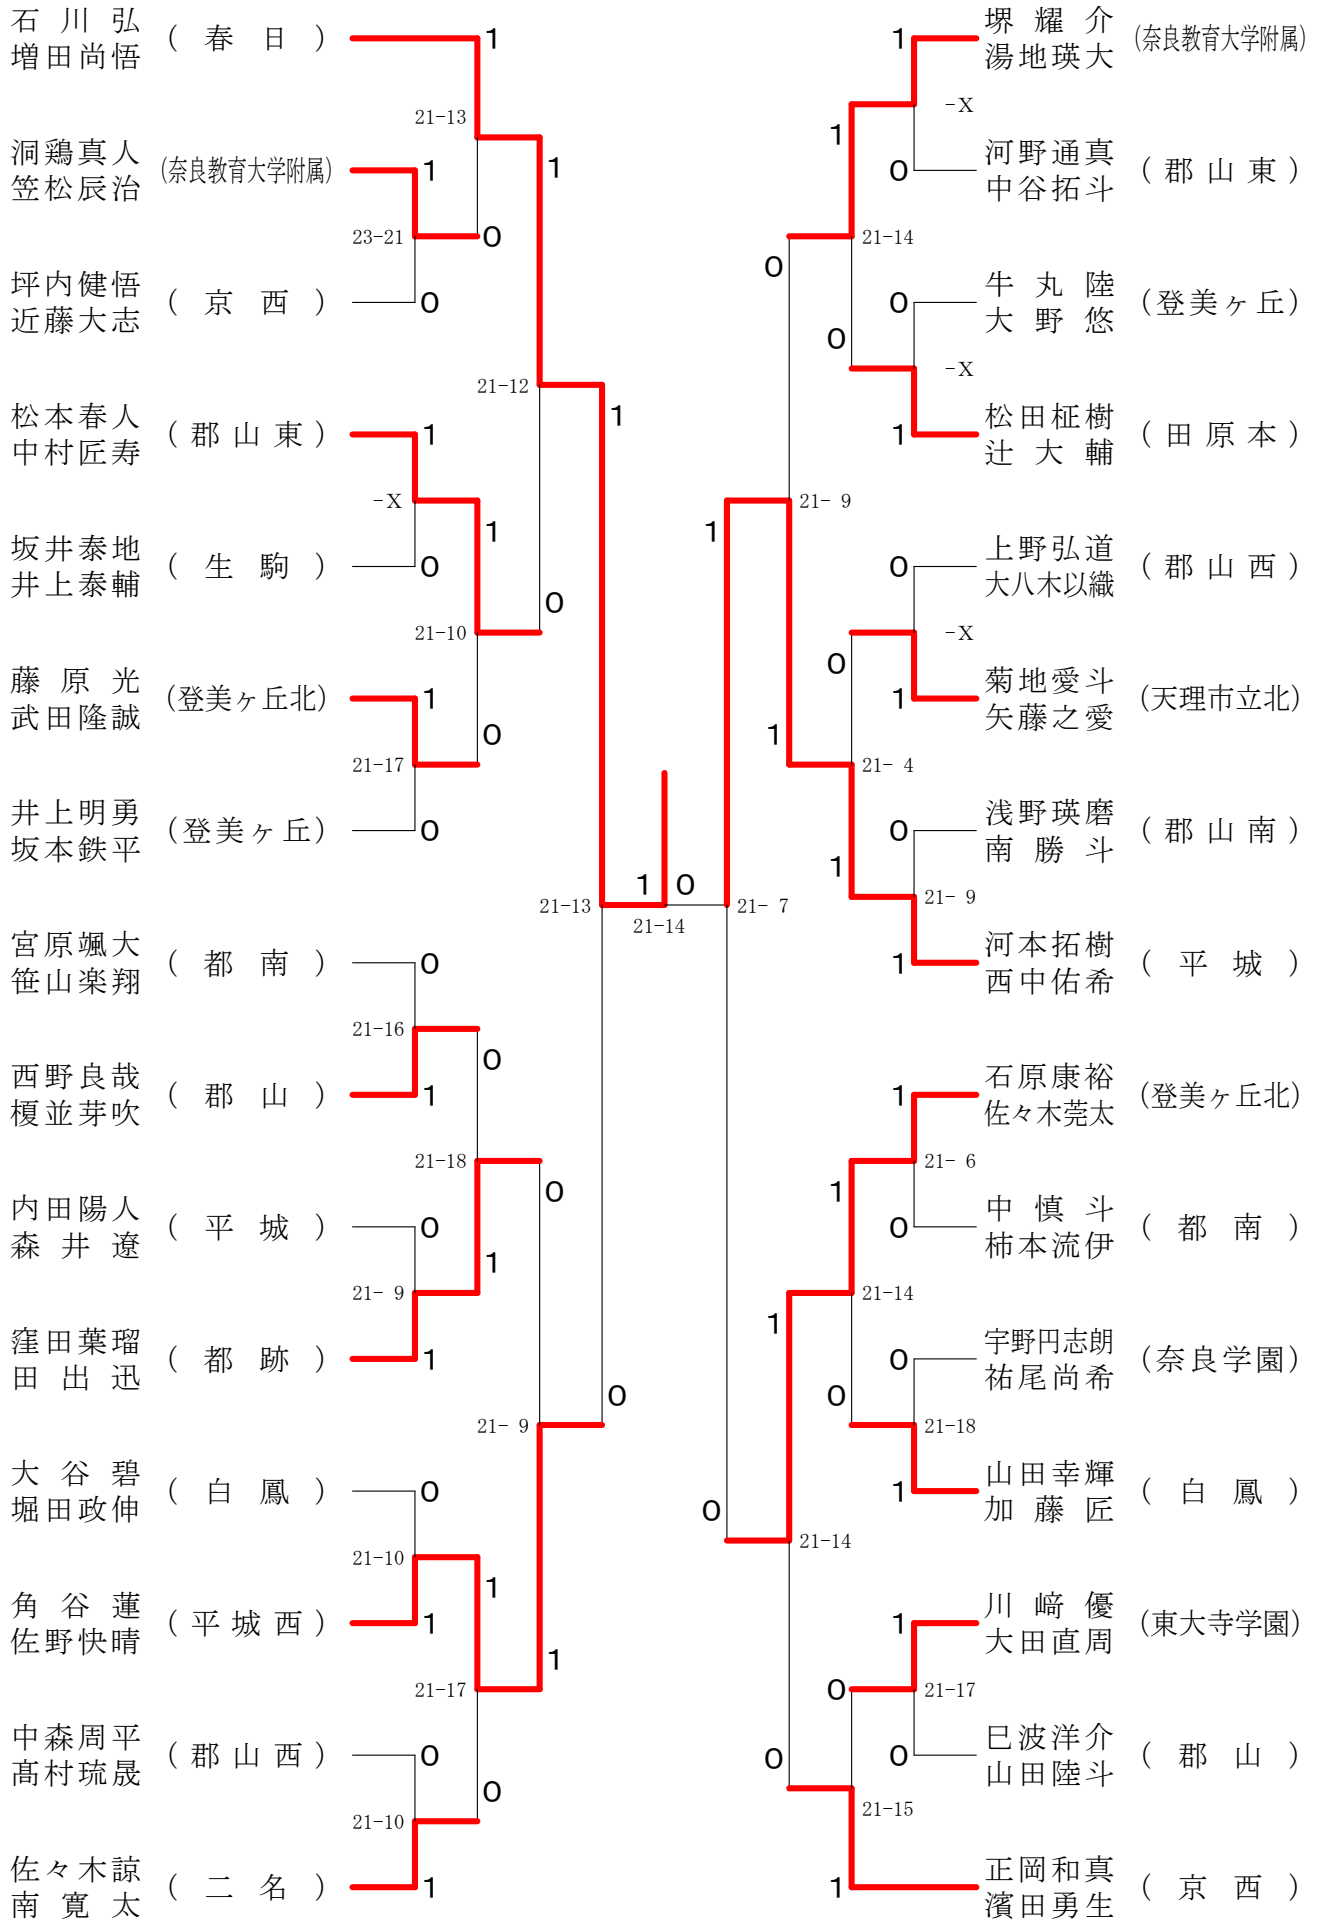 石川弘
増田尚悟
(春日)
1
21-13
洞鶏真人
笠松辰治
(奈良教育大学附属)
1
1
23-21
0
坪内健悟
近藤大志
(京西)
0
21-12
1
松本春人
中村匠寿
(郡山東)
1
-X
1
坂井泰地
井上泰輔
(生駒)
0
0
21-10
藤原光
武田隆誠
(登美ヶ丘北)
1
0
21-17
井上明勇
坂本鉄平
(登美ヶ丘)
0
21-13
1
0
21-14
宮原颯大
笹山楽翔
(都南)
0
21-16
0
西野良哉
榎並芽吹
(郡山)
1
21-18
0
内田陽人
森井遼
(平城)
0
1
21- 9
窪田葉瑠
田出迅
(都跡)
1
0
21- 9
大谷碧
堀田政伸
(白鳳)
0
21-10
1
角谷蓮
佐野快晴
(平城西)
1
1
21-17
中森周平
髙村琉晟
(郡山西)
0
0
21-10
佐々木諒
南寛太
(二名)
1
1
堺耀介
湯地瑛大
(奈良教育大学附属)
-X
1
0
河野通真
中谷拓斗
(郡山東)
21-14
0
0
牛丸陸
大野悠
(登美ヶ丘)
0
-X
1
松田柾樹
辻大輔
(田原本)
21- 9
1
0
上野弘道
大八木以織
(郡山西)
-X
0
1
菊地愛斗
矢藤之愛
(天理市立北)
1
21- 4
0
浅野瑛磨
南勝斗
(郡山南)
1
21- 9
21- 7
1
河本拓樹
西中佑希
(平城)
1
石原康裕
佐々木莞太
(登美ヶ丘北)
21- 6
1
0
中慎斗
柿本流伊
(都南)
21-14
1
0
宇野円志朗
祐尾尚希
(奈良学園)
0
21-18
1
山田幸輝
加藤匠
(白鳳)
0
21-14
1
川﨑優
大田直周
(東大寺学園)
0
21-17
0
巳波洋介
山田陸斗
(郡山)
0
21-15
1
正岡和真
濱田勇生
(京西)